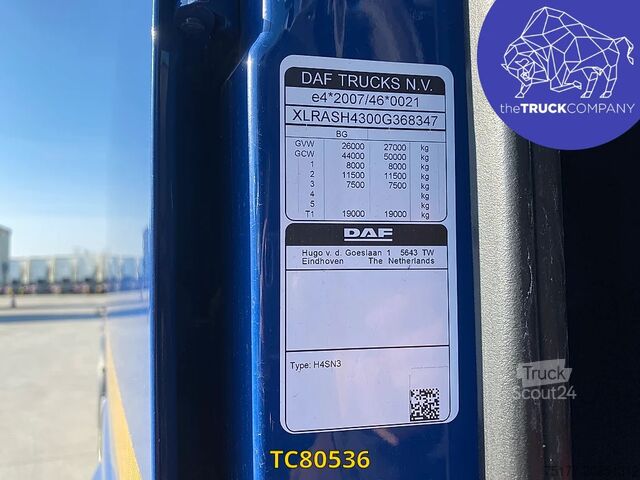 DAF TRUCKS N.V.
e4*2007/46*0021
XLRASH4300G368347
BG
GVW 26000 27000 kg
GCW 44000 50000 kg
1 8000 8000 kg
2 11500 11500 kg
3 7500 7500 kg
4 kg
5 kg
T1 19000 19000 kg
DAF
Hugo v. d. Goeslaan 1 5643 TW
Eindhoven The Netherlands
Type: H4SN3
theTRUCKCOMPANY
Truck
Scout24
TC80536